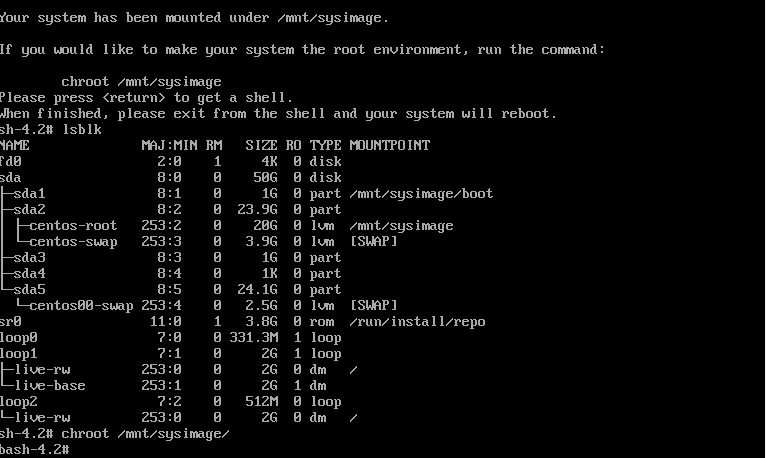 Your system has been mounted under /mnt/sysimage.
If you would like to make your system the root environment, run the command:
chroot /mnt/sysimage
Please press <return> to get a shell.
When finished, please exit from the shell and your system will reboot.
sh-4.2# lsblk
NAME MAJ:MIN RM SIZE RO TYPE MOUNTPOINT
fd0 2:0 1 4K 0 disk
sda 8:0 0 50G 0 disk
├─sda1 8:1 0 1G 0 part /mnt/sysimage/boot
├─sda2 8:2 0 23.9G 0 part
│ ├─centos-root 253:2 0 20G 0 lvm /mnt/sysimage
│ └─centos-swap 253:3 0 3.9G 0 lvm [SWAP]
├─sda3 8:3 0 1G 0 part
├─sda4 8:4 0 1K 0 part
└─sda5 8:5 0 24.1G 0 part
  └─centos00-swap 253:4 0 2.5G 0 lvm [SWAP]
sr0 11:0 1 3.8G 0 rom /run/install/repo
loop0 7:0 0 331.3M 1 loop
loop1 7:1 0 2G 1 loop
├─live-rw 253:0 0 2G 0 dm /
└─live-base 253:1 0 2G 1 dm
loop2 7:2 0 512M 0 loop
└─live-rw 253:0 0 2G 0 dm /
sh-4.2# chroot /mnt/sysimage/
bash-4.2#